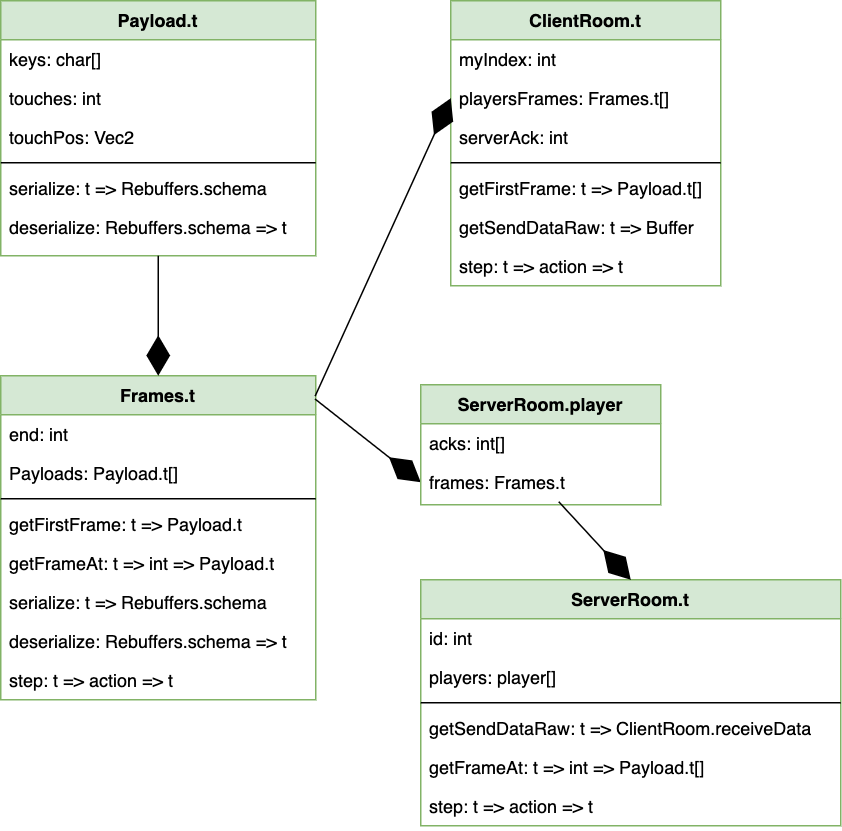 Payload.t
keys: char[]
touches: int
touchPos: Vec2
serialize: t => Rebuffers.schema
deserialize: Rebuffers.schema => t
ClientRoom.t
myIndex: int
playersFrames: Frames.t[]
serverAck: int
getFirstFrame: t => Payload.t[]
getSendDataRaw: t => Buffer
step: t => action => t
Frames.t
end: int
Payloads: Payload.t[]
getFirstFrame: t => Payload.t
getFrameAt: t => int => Payload.t
serialize: t => Rebuffers.schema
deserialize: Rebuffers.schema => t
step: t => action => t
ServerRoom.player
acks: int[]
frames: Frames.t
ServerRoom.t
id: int
players: player[]
getSendDataRaw: t => ClientRoom.receiveData
getFrameAt: t => int => Payload.t[]
step: t => action => t